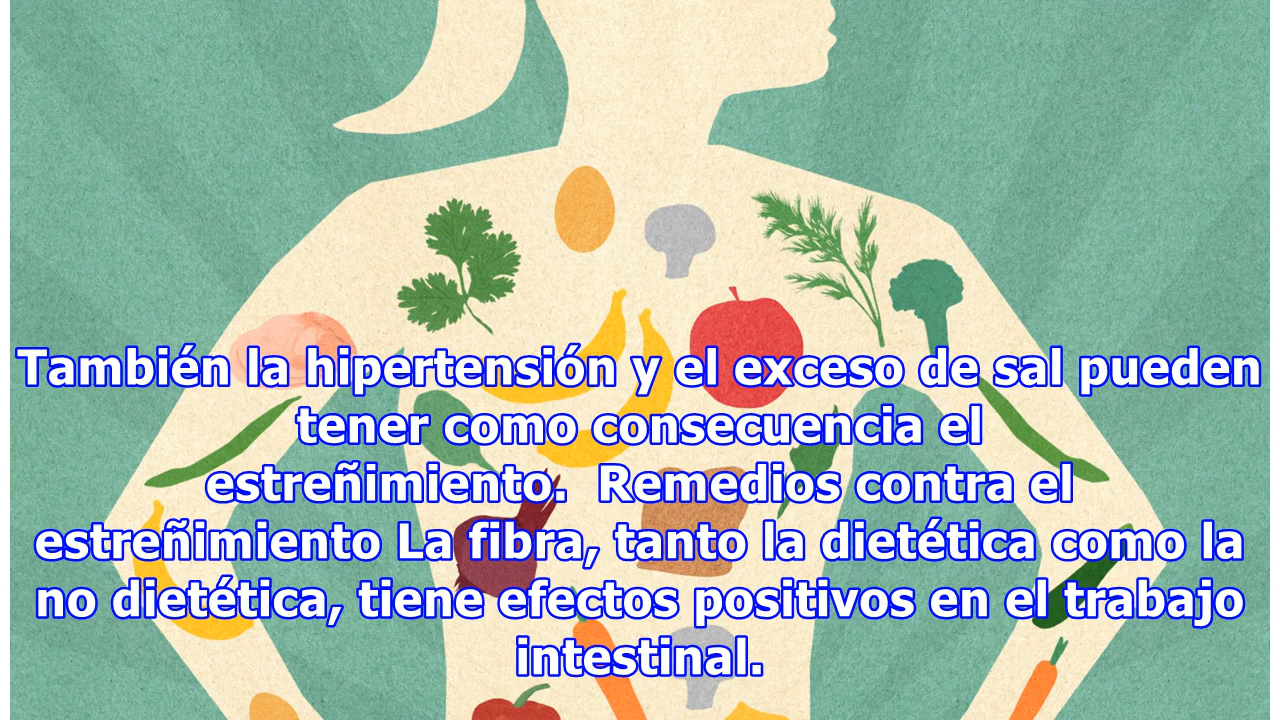 También la hipertensión y el exceso de sal pueden
tener como consecuencia el
estreñimiento.  Remedios contra el
estreñimiento La fibra, tanto la dietética como la
no dietética, tiene efectos positivos en el trabajo
intestinal.